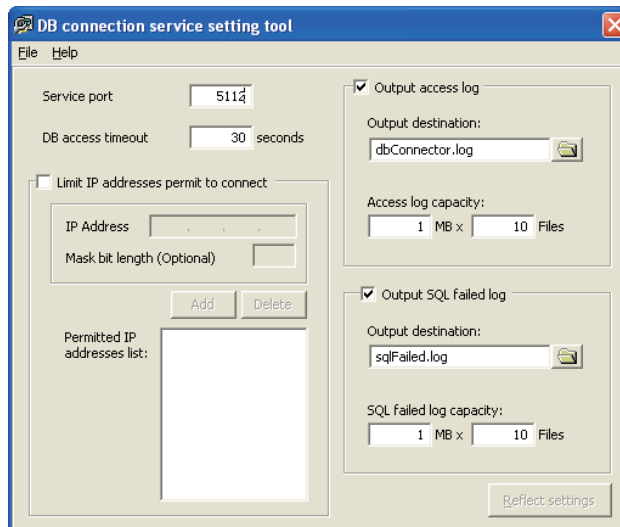 DB connection service setting tool
File Help
Service port 5112
DB access timeout 30 seconds
Limit IP addresses permit to connect
IP Address . . .
Mask bit length (Optional)
Add Delete
Permitted IP
addresses list:
Output access log
Output destination:
dbConnector.log
Access log capacity:
1 MB x 10 Files
Output SQL failed log
Output destination:
sqlFailed.log
SQL failed log capacity:
1 MB x 10 Files
Reflect settings